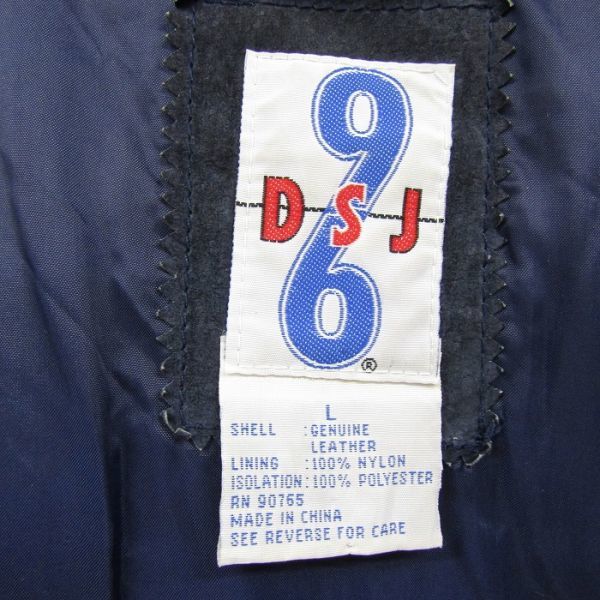 9
DSJ
6
®
L
SHELL : GENUINE
LEATHER
LINING : 100% NYLON
ISOLATION: 100% POLYESTER
RN 90765
MADE IN CHINA
SEE REVERSE FOR CARE